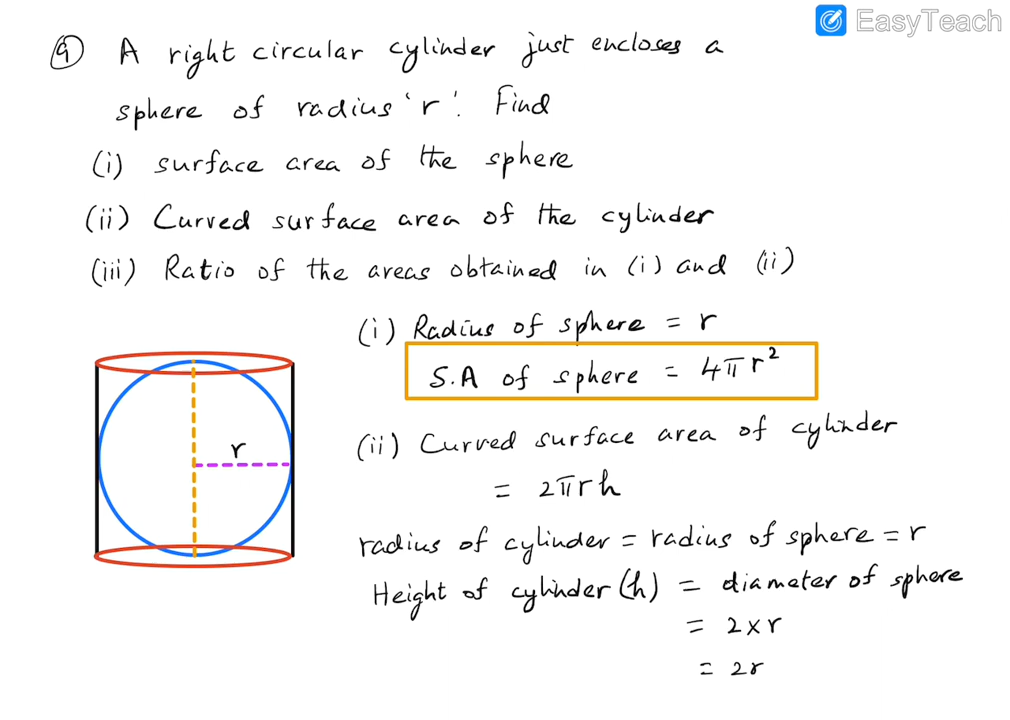 EasyTeach
9 A right circular cylinder just encloses a
sphere of radius 'r'. Find
(i) surface area of the sphere
(ii) Curved surface area of the cylinder
(iii) Ratio of the areas obtained in (i) and (ii)
(i) Radius of sphere = r
S.A of sphere = 4πr²
r
(ii) Curved surface area of cylinder
= 2πrh
radius of cylinder = radius of sphere = r
Height of cylinder (h) = diameter of sphere
= 2 x r
= 2r